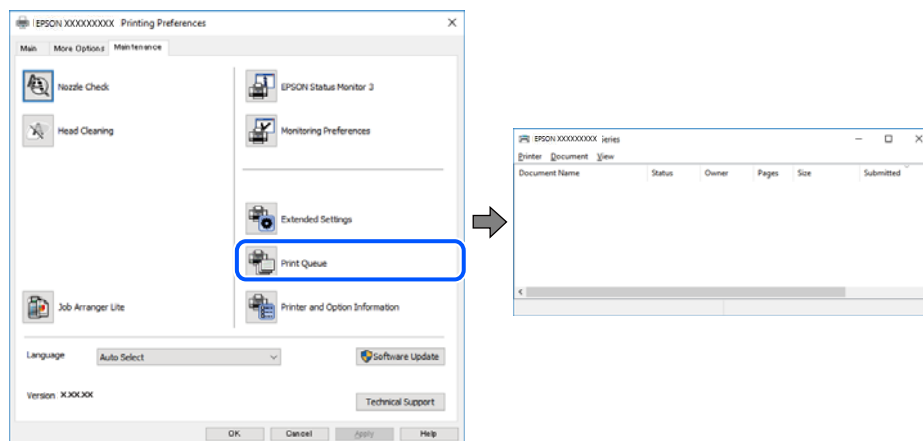 EPSON XXXXXXXXX Printing Preferences
Main More Options Maintenance
Nozzle Check
EPSON Status Monitor 3
Head Cleaning
Monitoring Preferences
Extended Settings
Print Queue
Job Arranger Lite
Printer and Option Information
Language Auto Select Software Update
Version X.XX.XX
Technical Support
OK Cancel Apply Help
EPSON XXXXXXXXX
Printer Document View
Document Name Status Owner Pages Size Submitted